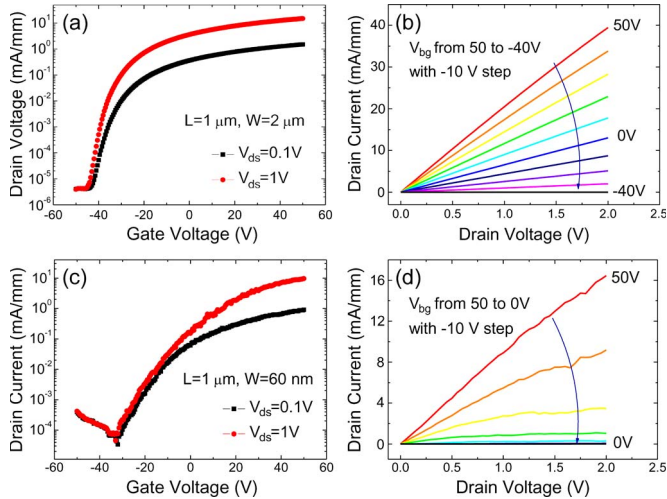 (a)
Drain Voltage (mA/mm)
10^1
10^0
10^-1
10^-2
10^-3
10^-4
10^-5
10^-6
L=1 μm, W=2 μm
V_ds=0.1V
V_ds=1V
-60 -40 -20 0 20 40 60
Gate Voltage (V)
(b)
Drain Current (mA/mm)
40
30
20
10
0
V_bg from 50 to -40V
with -10 V step
50V
0V
-40V
0.0 0.5 1.0 1.5 2.0 2.5
Drain Voltage (V)
(c)
Drain Current (mA/mm)
10^1
10^0
10^-1
10^-2
10^-3
10^-4
L=1 μm, W=60 nm
V_ds=0.1V
V_ds=1V
-60 -40 -20 0 20 40 60
Gate Voltage (V)
(d)
Drain Current (mA/mm)
16
12
8
4
0
V_bg from 50 to 0V
with -10 V step
50V
0V
0.0 0.5 1.0 1.5 2.0 2.5
Drain Voltage (V)